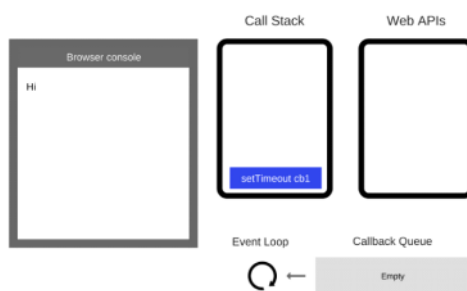 Call Stack
Web APIs
Browser console
Hi
setTimeout cb1
Event Loop
Callback Queue
Empty